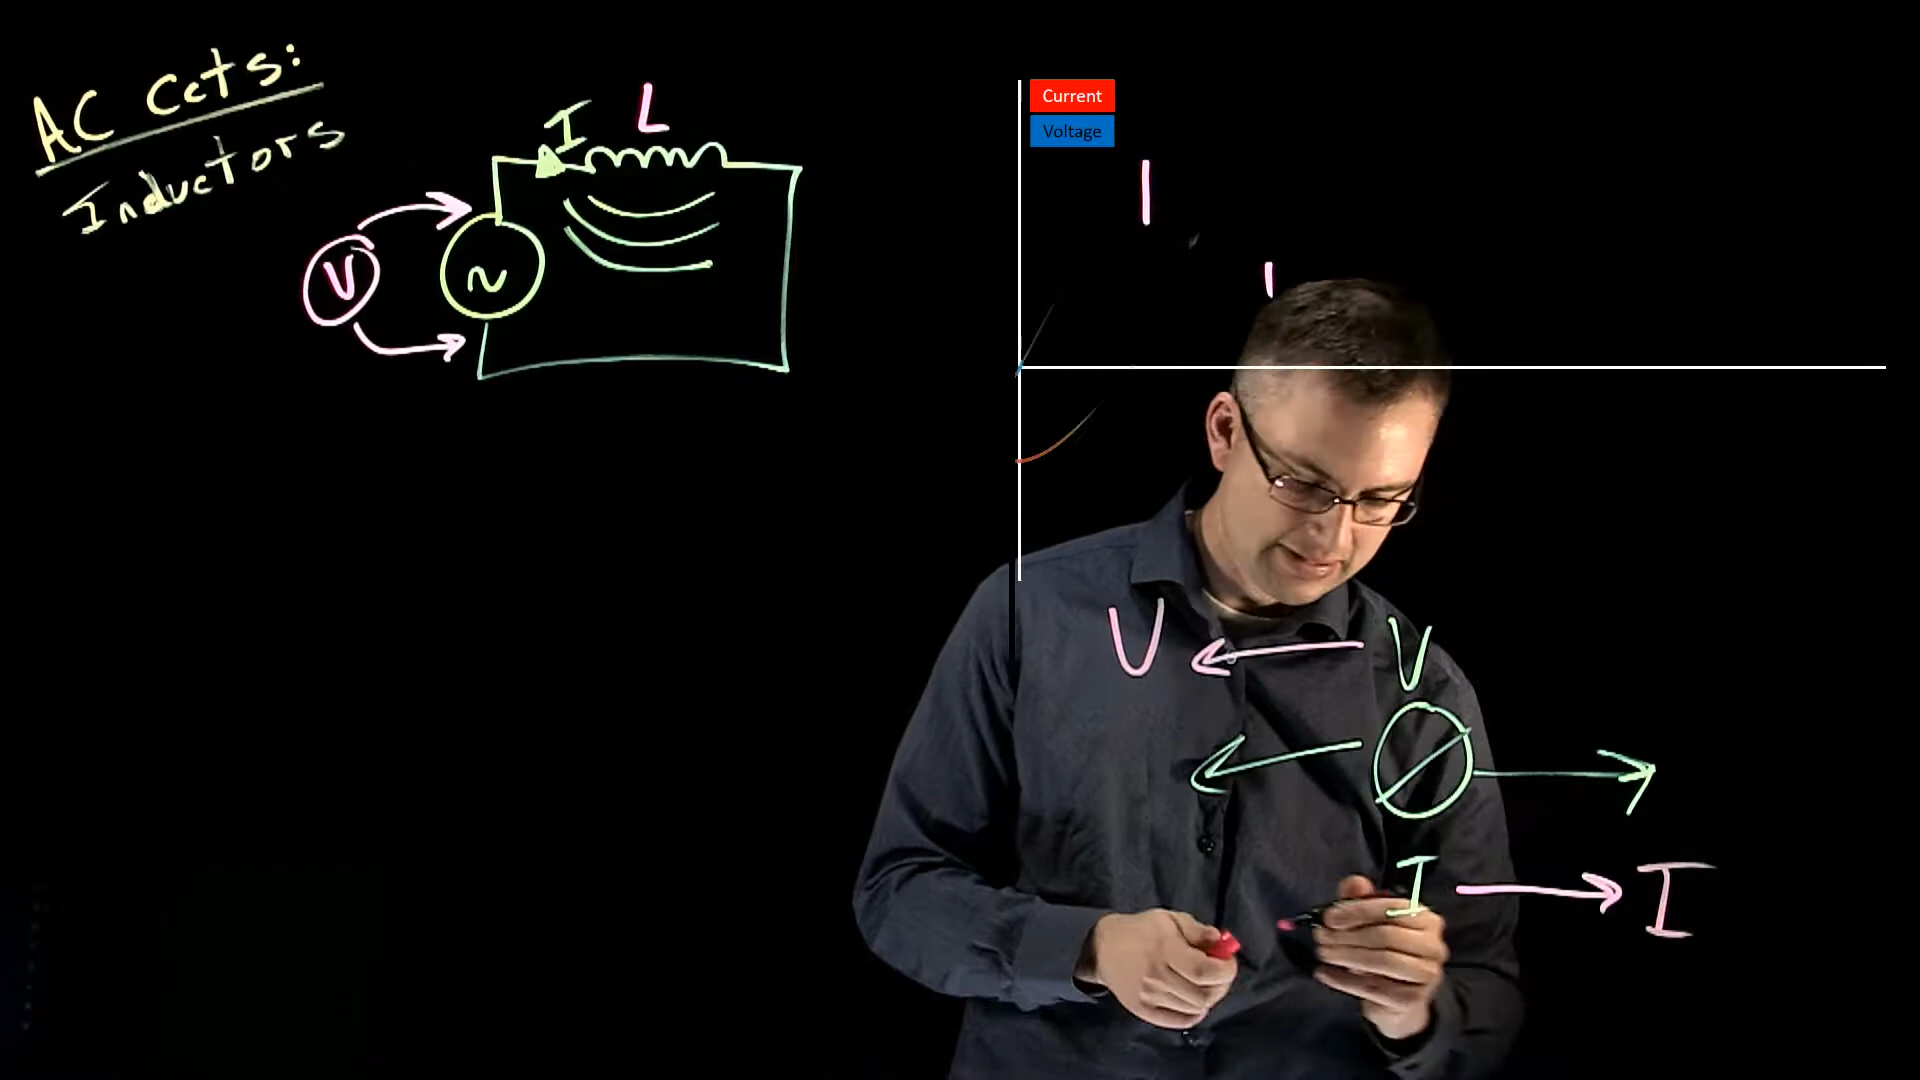 AC Ccts:
Inductors
I L
V
~
Current
Voltage
V ← V
I → I